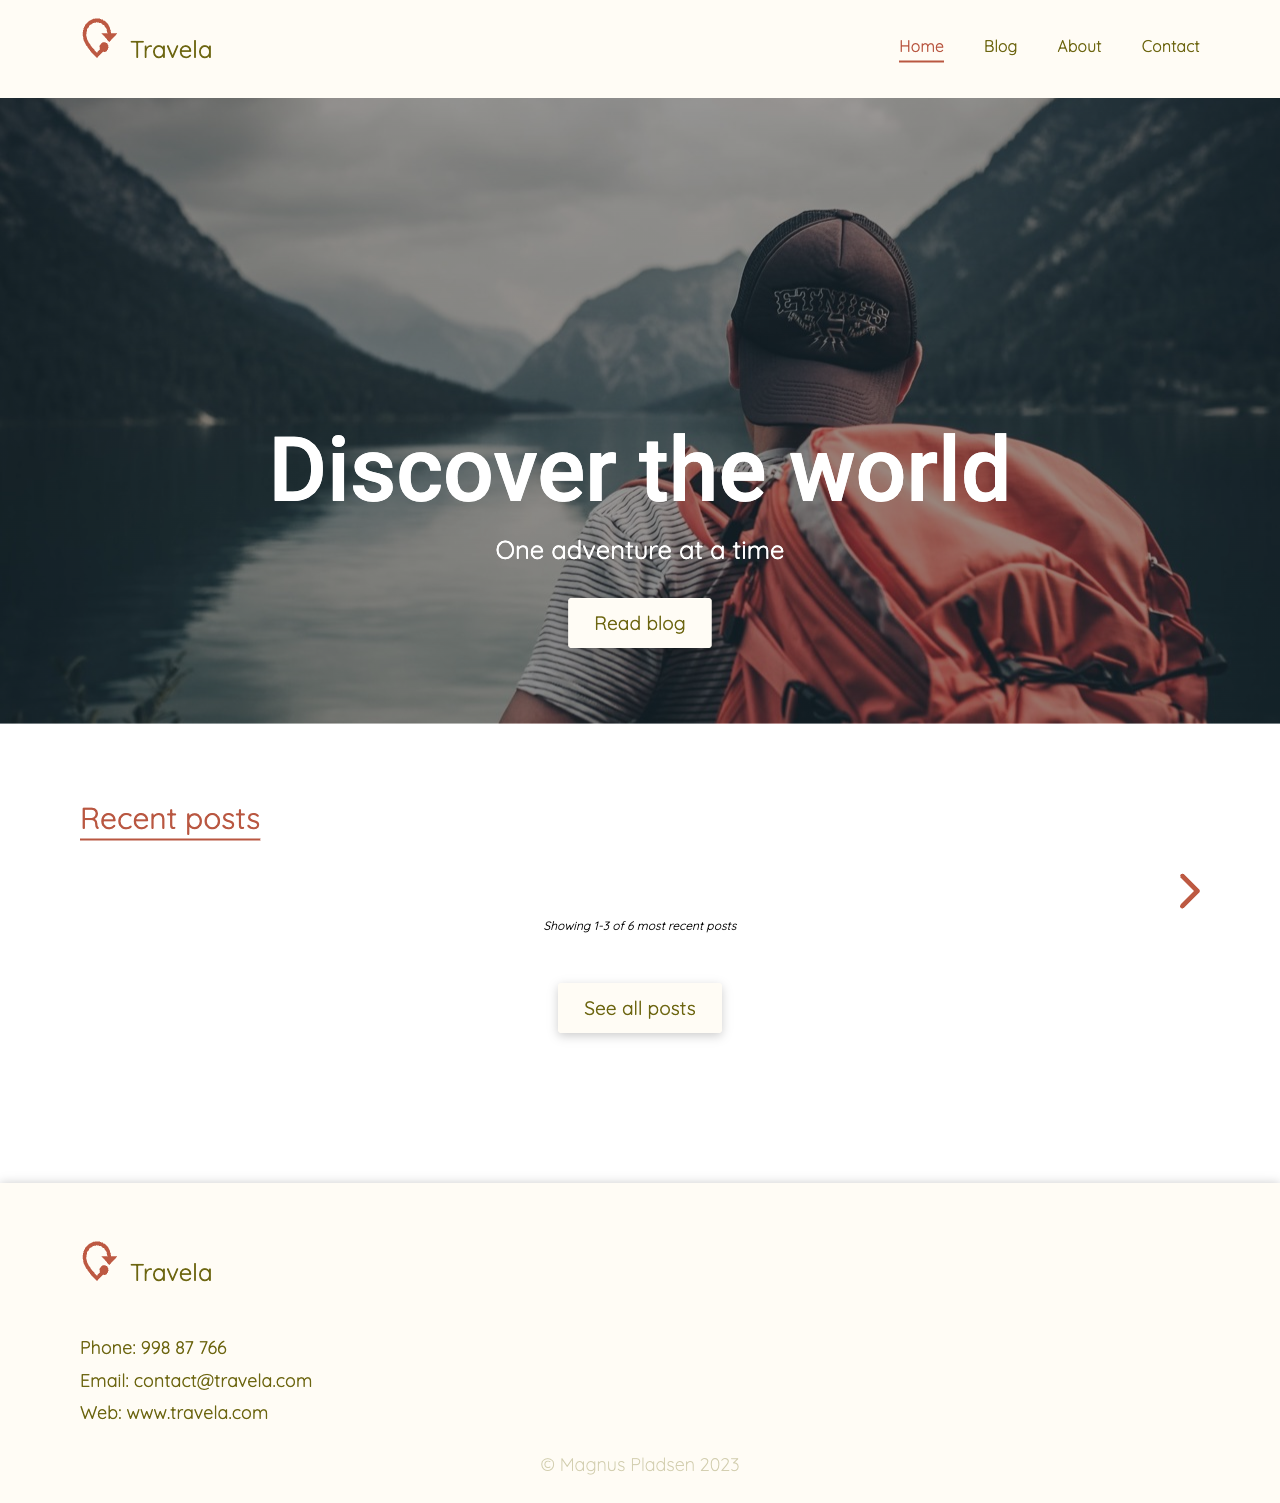 Travela
Home Blog About Contact
ETNIES
Discover the world
One adventure at a time
Read blog
Recent posts
Showing 1-3 of 6 most recent posts
See all posts
Travela
Phone: 998 87 766
Email: contact@travela.com
Web: www.travela.com
© Magnus Pladsen 2023